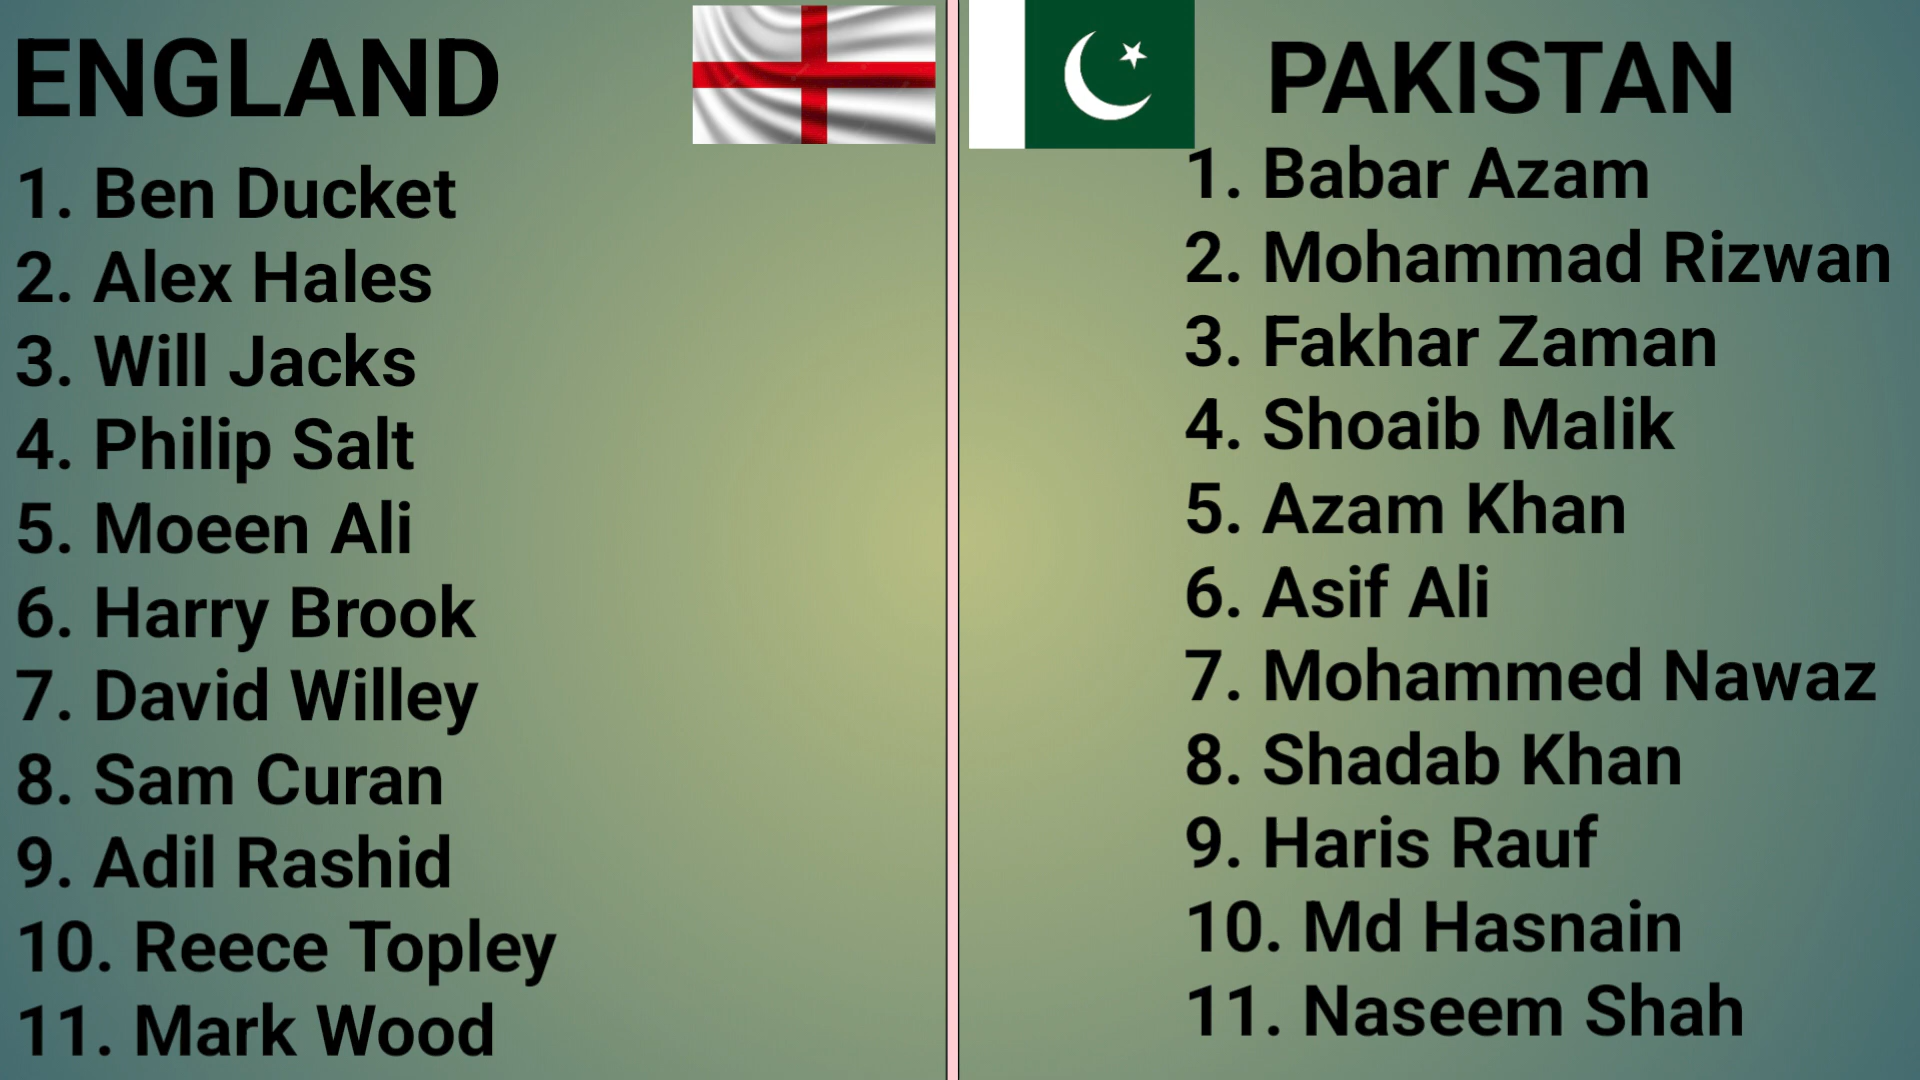 ENGLAND
1. Ben Ducket
2. Alex Hales
3. Will Jacks
4. Philip Salt
5. Moeen Ali
6. Harry Brook
7. David Willey
8. Sam Curan
9. Adil Rashid
10. Reece Topley
11. Mark Wood
PAKISTAN
1. Babar Azam
2. Mohammad Rizwan
3. Fakhar Zaman
4. Shoaib Malik
5. Azam Khan
6. Asif Ali
7. Mohammed Nawaz
8. Shadab Khan
9. Haris Rauf
10. Md Hasnain
11. Naseem Shah